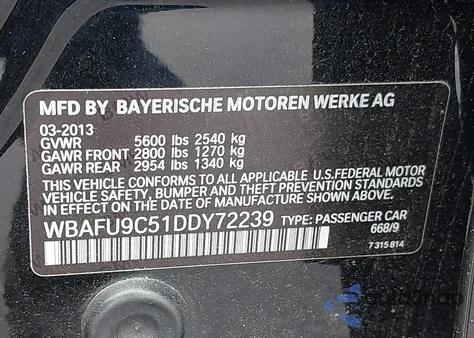 MFD BY BAYERISCHE MOTOREN WERKE AG
03-2013
GVWR 5600 lbs 2540 kg
GAWR FRONT 2800 lbs 1270 kg
GAWR REAR 2954 lbs 1340 kg
THIS VEHICLE CONFORMS TO ALL APPLICABLE U.S.FEDERAL MOTOR
VEHICLE SAFETY, BUMPER AND THEFT PREVENTION STANDARDS
IN EFFECT ON THE DATE OF MANUFACTURE SHOWN ABOVE.
WBAFU9C51DDY72239 TYPE: PASSENGER CAR
668/9
7 315 814